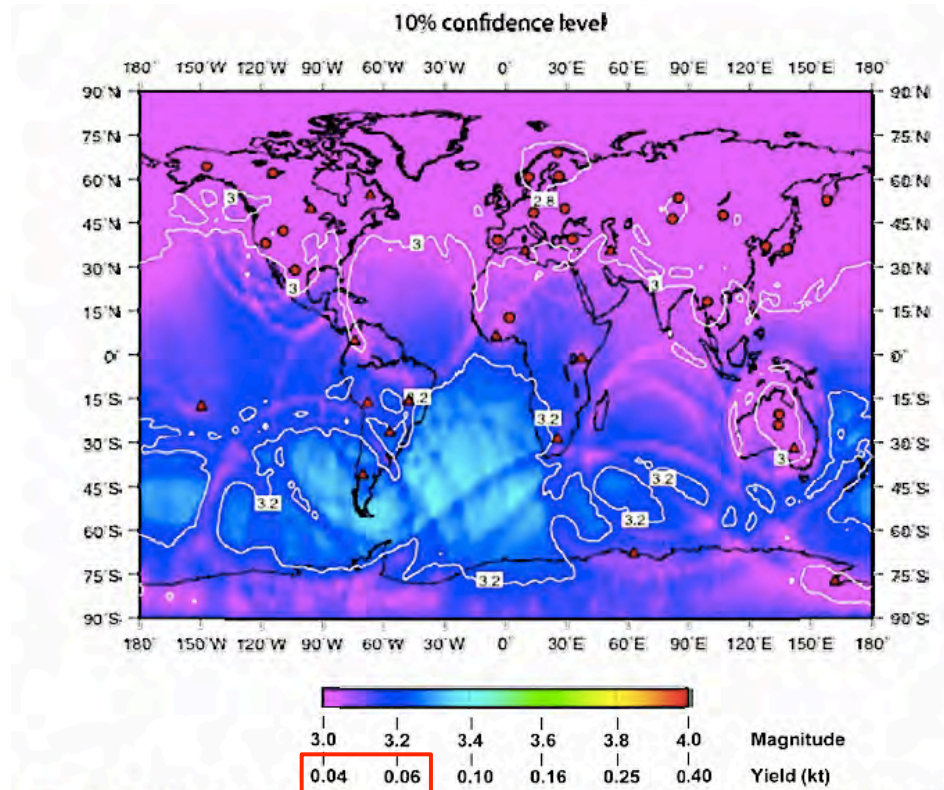 10% confidence level
180° 150°W 120°W 90°W 60°W 30°W 0° 30°E 60°E 90°E 120°E 150°E 180°
90°N 90°N
75°N 75°N
60°N 60°N
3 2.8
45°N 45°N
3
30°N 30°N
3 3
15°N 15°N
0° 0°
15°S 15°S
3.2 3.2
30°S 30°S
3
45°S 45°S
3.2 3.2
3.2
60°S 60°S
75°S 75°S
3.2
90°S 90°S
180° 150°W 120°W 90°W 60°W 30°W 0° 30°E 60°E 90°E 120°E 150°E 180°
3.0 3.2 3.4 3.6 3.8 4.0 Magnitude
0.04 0.06 0.10 0.16 0.25 0.40 Yield (kt)